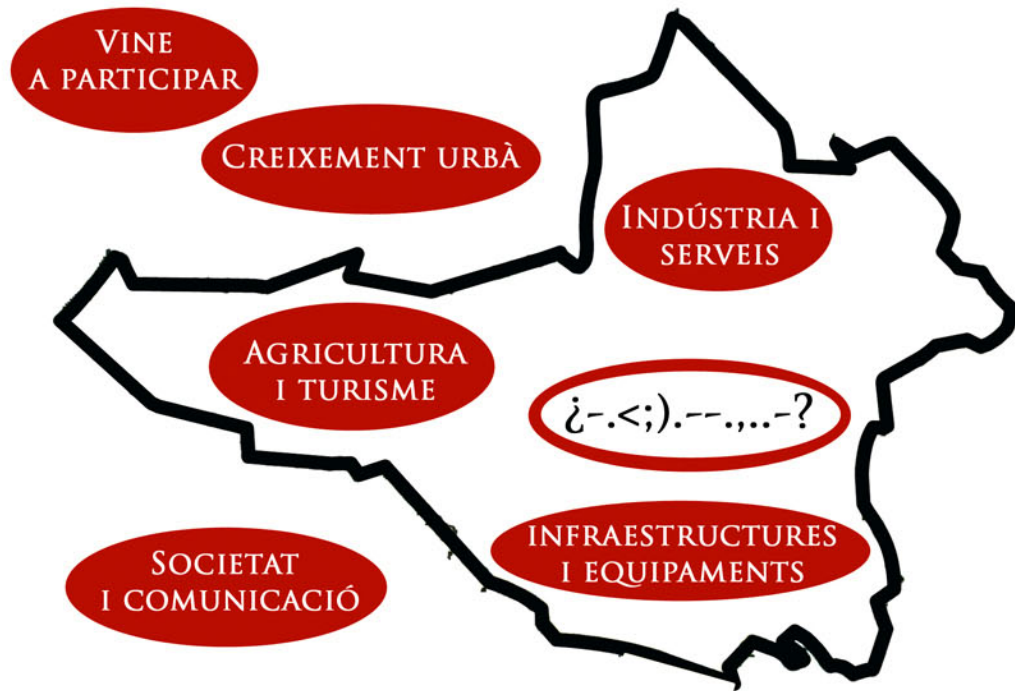 VINE
A PARTICIPAR
CREIXEMENT URBÀ
INDÚSTRIA I
SERVEIS
AGRICULTURA
I TURISME
¿-.<;).--.,..-?
INFRAESTRUCTURES
I EQUIPAMENTS
SOCIETAT
I COMUNICACIÓ